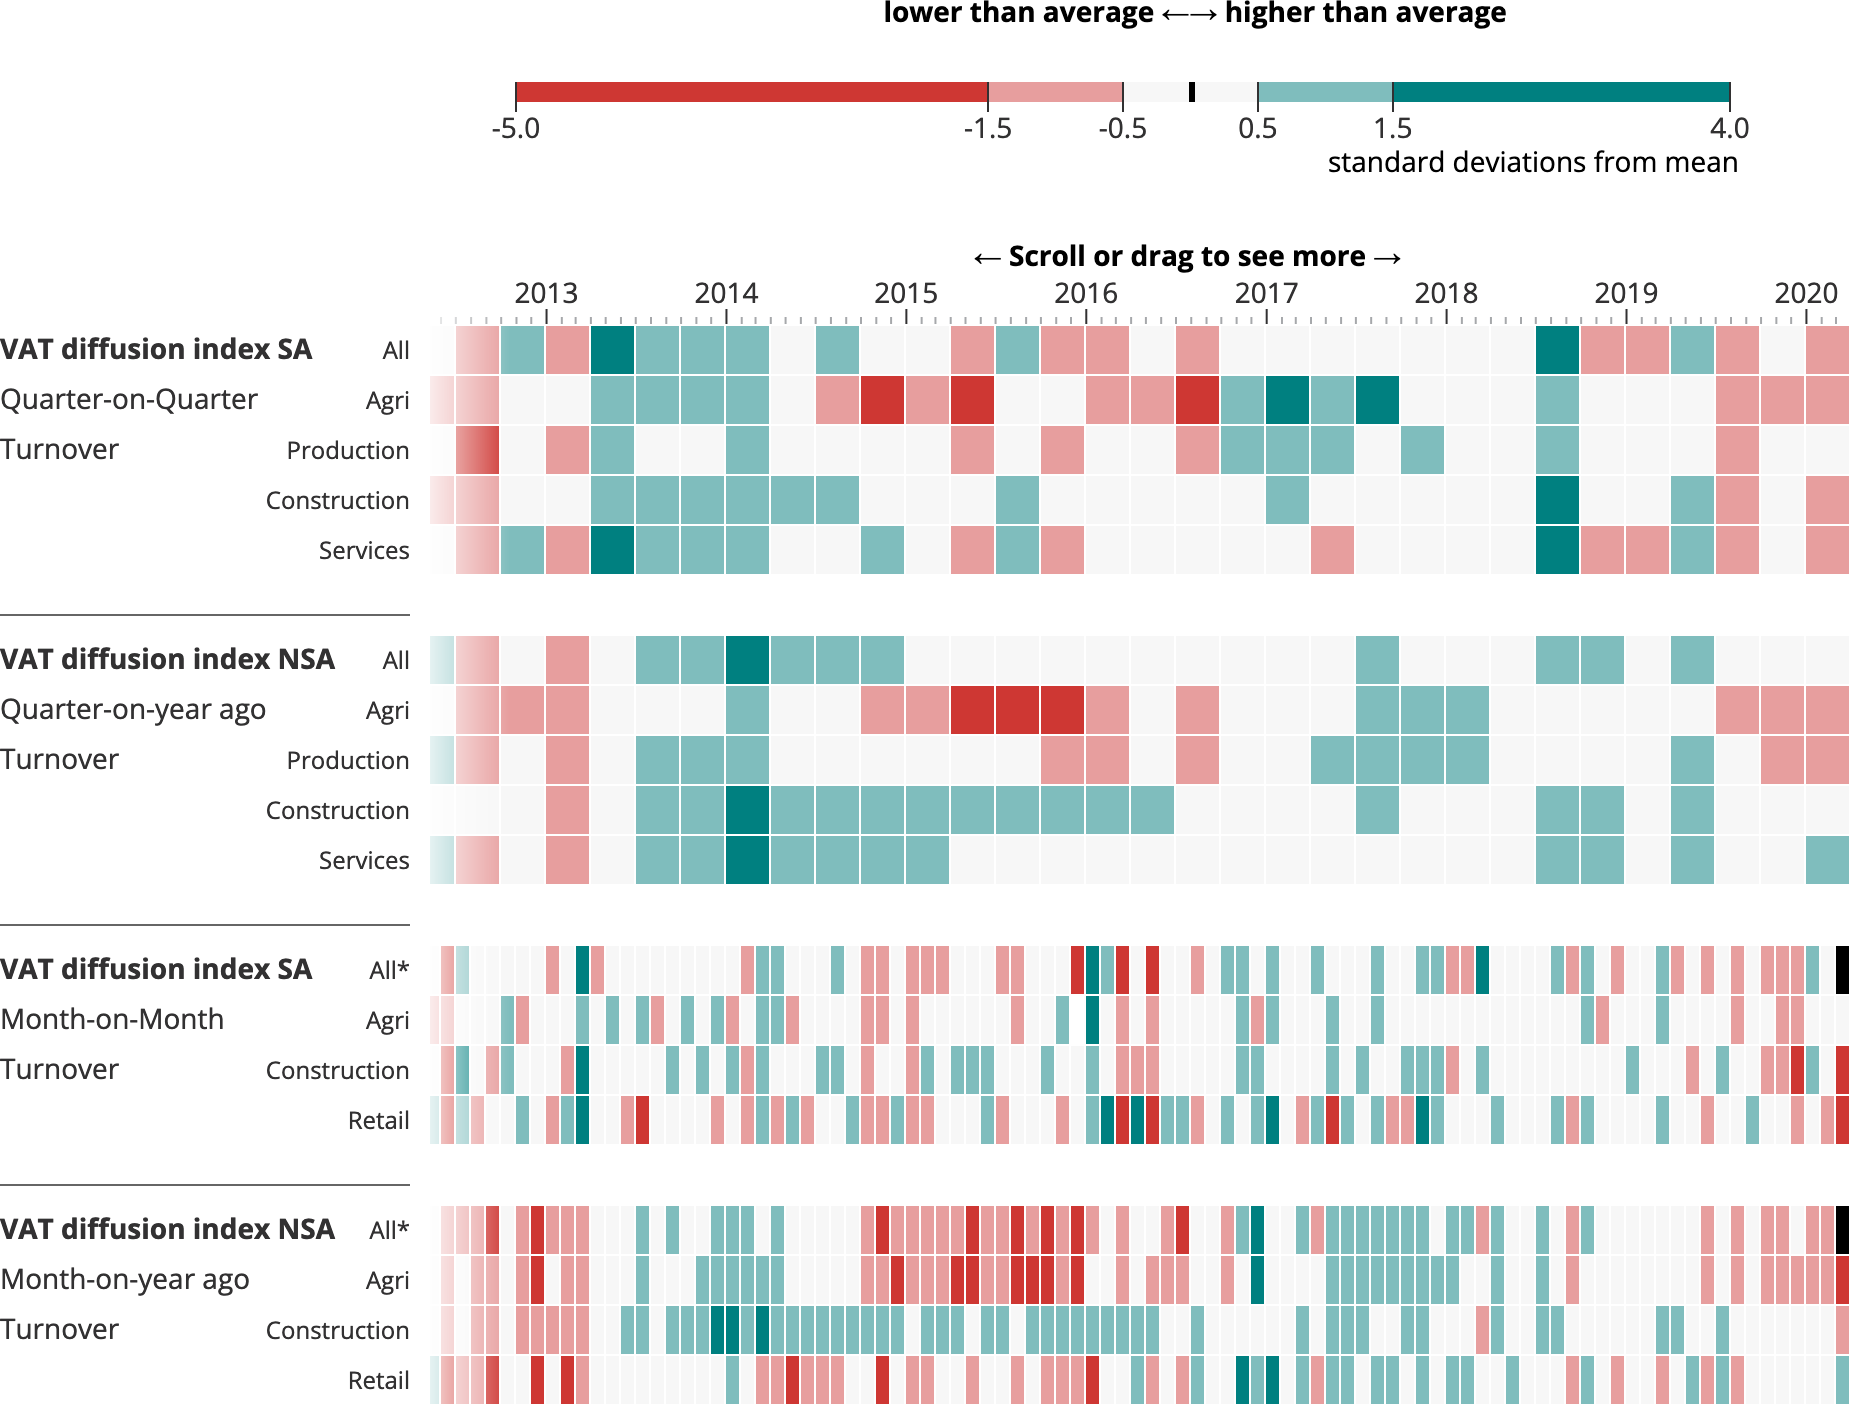 lower than average ←→ higher than average
-5.0 -1.5 -0.5 0.5 1.5 4.0
standard deviations from mean
← Scroll or drag to see more →
2013 2014 2015 2016 2017 2018 2019 2020
VAT diffusion index SA All
Quarter-on-Quarter Agri
Turnover Production
Construction
Services
VAT diffusion index NSA All
Quarter-on-year ago Agri
Turnover Production
Construction
Services
VAT diffusion index SA All*
Month-on-Month Agri
Turnover Construction
Retail
VAT diffusion index NSA All*
Month-on-year ago Agri
Turnover Construction
Retail